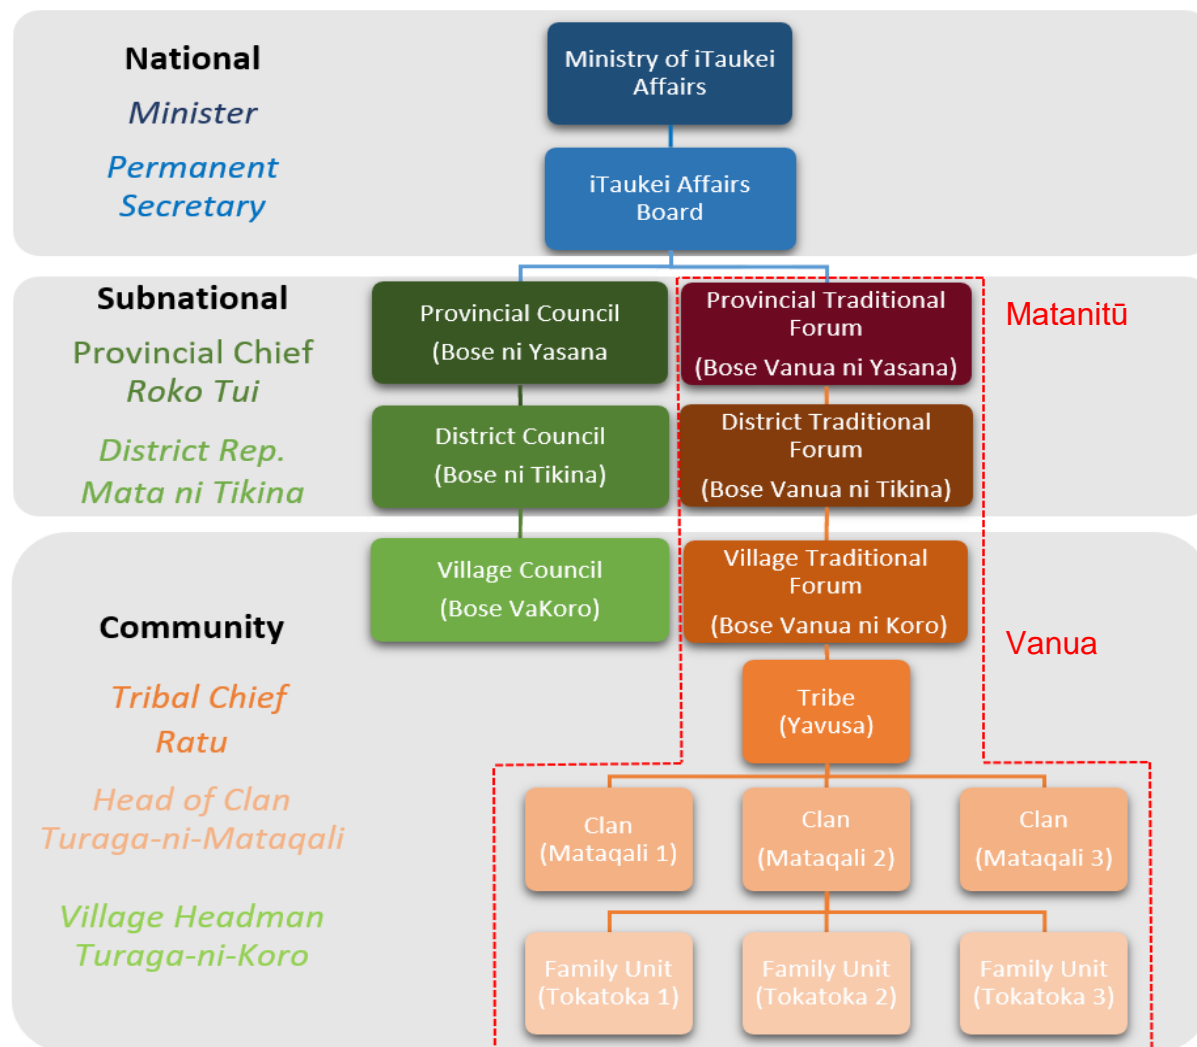 National
Minister
Permanent
Secretary
Ministry of iTaukei
Affairs
iTaukei Affairs
Board
Subnational
Provincial Chief
Roko Tui
District Rep.
Mata ni Tikina
Provincial Council
(Bose ni Yasana
District Council
(Bose ni Tikina)
Provincial Traditional
Forum
(Bose Vanua ni Yasana)
District Traditional
Forum
(Bose Vanua ni Tikina)
Matanitū
Community
Tribal Chief
Ratu
Head of Clan
Turaga-ni-Mataqali
Village Headman
Turaga-ni-Koro
Village Council
(Bose VaKoro)
Village Traditional
Forum
(Bose Vanua ni Koro)
Vanua
Tribe
(Yavusa)
Clan
(Mataqali 1)
Clan
(Mataqali 2)
Clan
(Mataqali 3)
Family Unit
(Tokatoka 1)
Family Unit
(Tokatoka 2)
Family Unit
(Tokatoka 3)